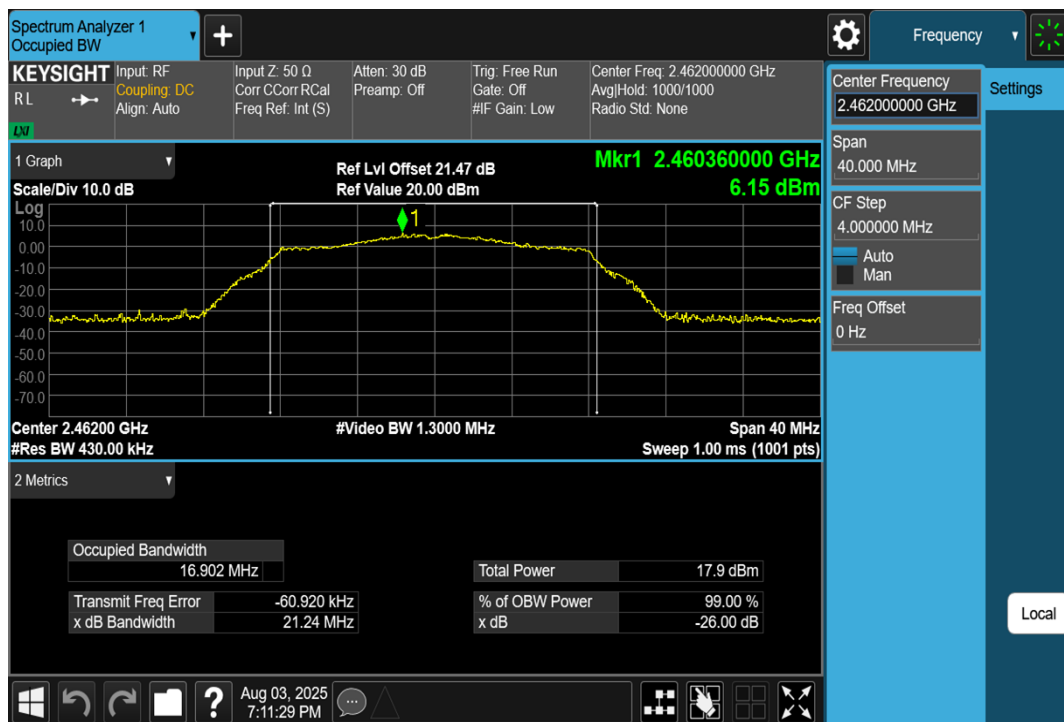 Spectrum Analyzer 1
Occupied BW
Frequency
KEYSIGHT
R L
LXI
Input: RF
Coupling: DC
Align: Auto
Input Z: 50 Ω
Corr CCorr RCal
Freq Ref: Int (S)
Atten: 30 dB
Preamp: Off
Trig: Free Run
Gate: Off
#IF Gain: Low
Center Freq: 2.462000000 GHz
Avg|Hold: 1000/1000
Radio Std: None
Center Frequency
2.462000000 GHz
Settings
Span
40.000 MHz
CF Step
4.000000 MHz
Auto
Man
Freq Offset
0 Hz
1 Graph
Ref Lvl Offset 21.47 dB
Mkr1 2.460360000 GHz
Scale/Div 10.0 dB
Ref Value 20.00 dBm
6.15 dBm
Log
1
10.0
0.00
-10.0
-20.0
-30.0
-40.0
-50.0
-60.0
-70.0
Center 2.46200 GHz
#Video BW 1.3000 MHz
Span 40 MHz
#Res BW 430.00 kHz
Sweep 1.00 ms (1001 pts)
2 Metrics
Occupied Bandwidth
16.902 MHz
Total Power 17.9 dBm
Transmit Freq Error -60.920 kHz
% of OBW Power 99.00 %
x dB Bandwidth 21.24 MHz
x dB -26.00 dB
Local
Aug 03, 2025
7:11:29 PM